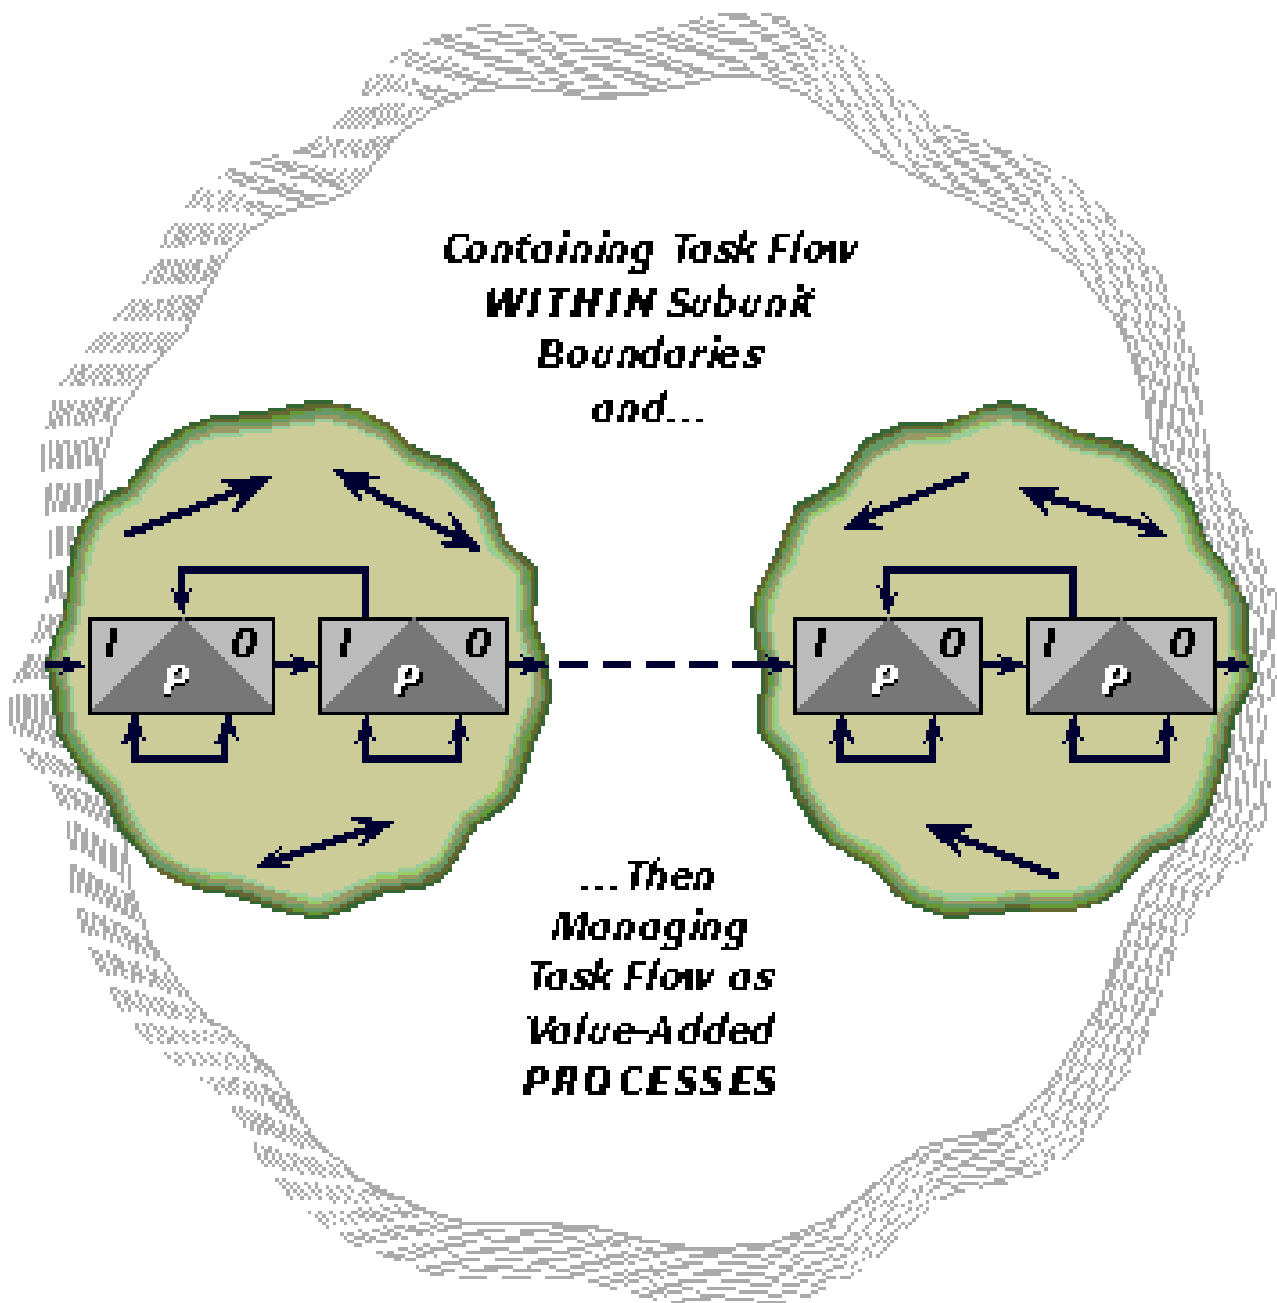 Containing Task Flow
WITHIN Subunit
Boundaries
and...
I O I O I O I O
P P P P
...Then
Managing
Task Flow as
Value-Added
PROCESSES